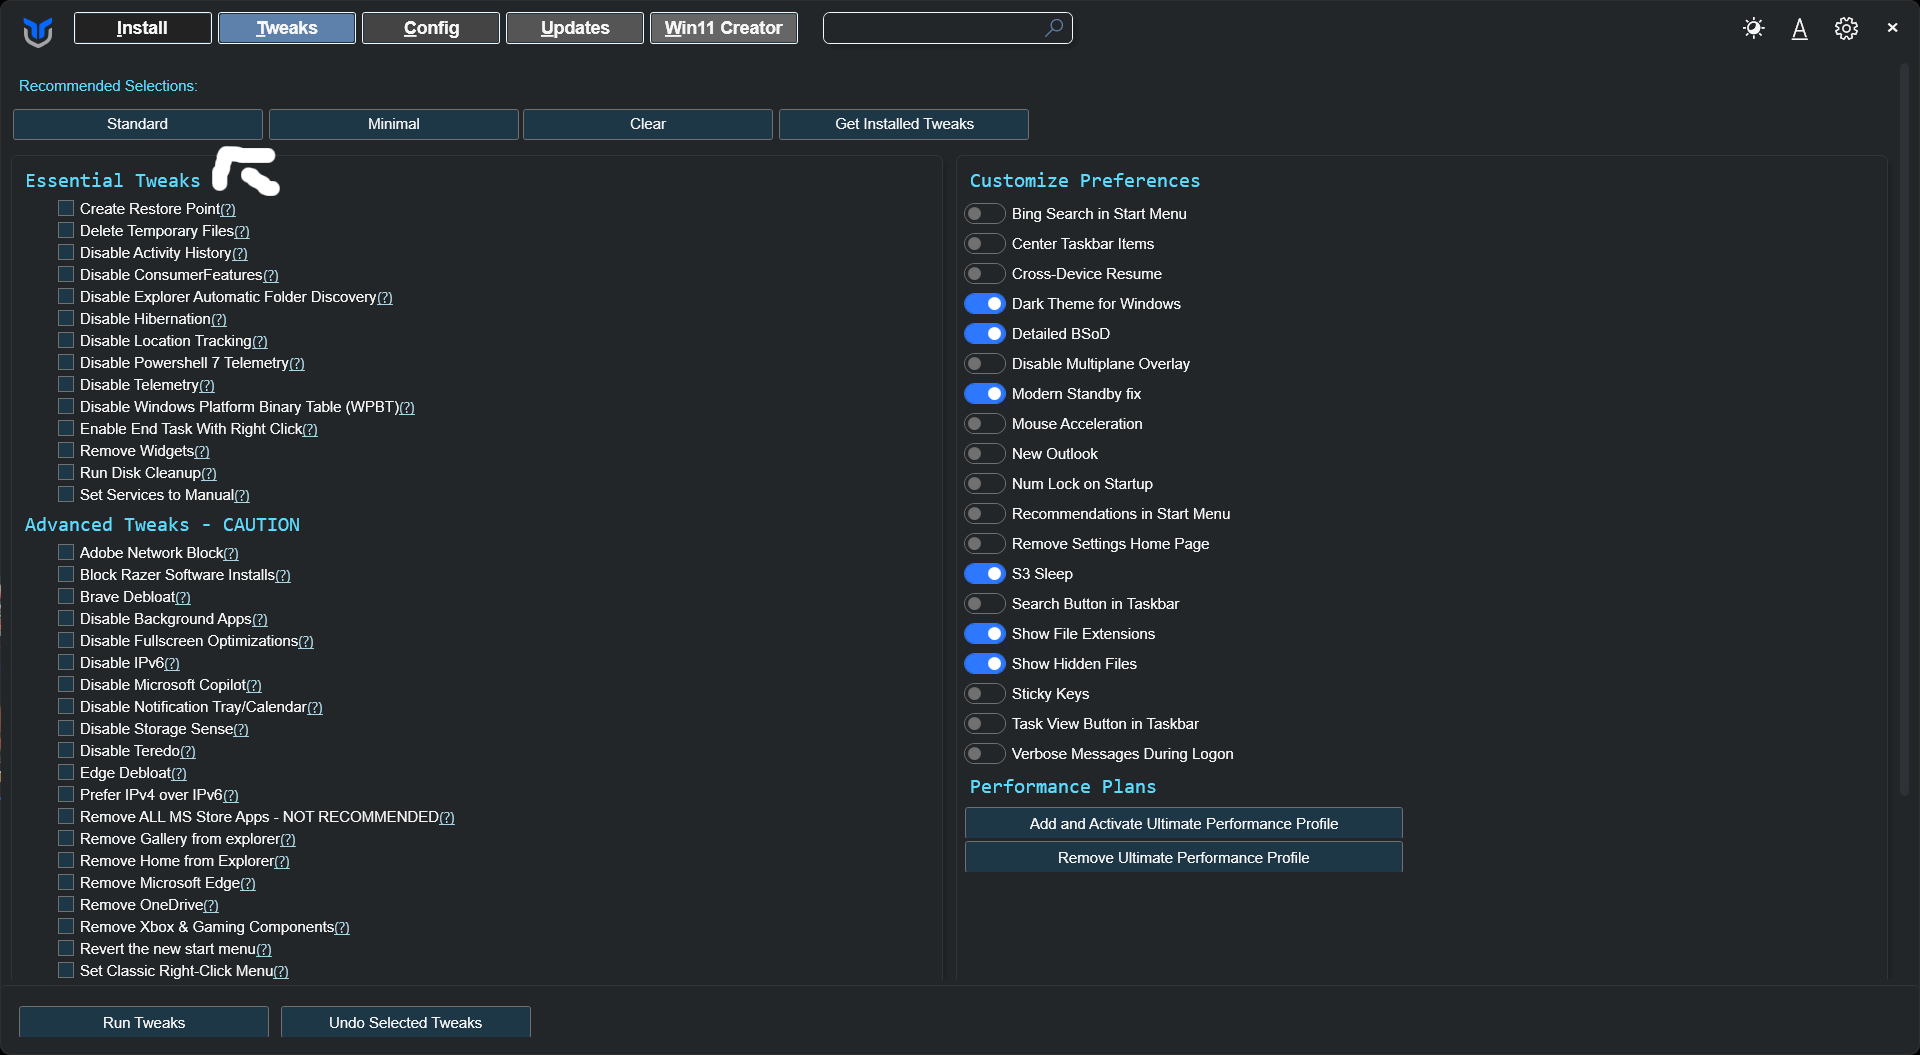 Install Tweaks Config Updates Win11 Creator
Recommended Selections:
Standard Minimal Clear Get Installed Tweaks
Essential Tweaks
Create Restore Point(?)
Delete Temporary Files(?)
Disable Activity History(?)
Disable ConsumerFeatures(?)
Disable Explorer Automatic Folder Discovery(?)
Disable Hibernation(?)
Disable Location Tracking(?)
Disable Powershell 7 Telemetry(?)
Disable Telemetry(?)
Disable Windows Platform Binary Table (WPBT)(?)
Enable End Task With Right Click(?)
Remove Widgets(?)
Run Disk Cleanup(?)
Set Services to Manual(?)
Advanced Tweaks - CAUTION
Adobe Network Block(?)
Block Razer Software Installs(?)
Brave Debloat(?)
Disable Background Apps(?)
Disable Fullscreen Optimizations(?)
Disable IPv6(?)
Disable Microsoft Copilot(?)
Disable Notification Tray/Calendar(?)
Disable Storage Sense(?)
Disable Teredo(?)
Edge Debloat(?)
Prefer IPv4 over IPv6(?)
Remove ALL MS Store Apps - NOT RECOMMENDED(?)
Remove Gallery from explorer(?)
Remove Home from Explorer(?)
Remove Microsoft Edge(?)
Remove OneDrive(?)
Remove Xbox & Gaming Components(?)
Revert the new start menu(?)
Set Classic Right-Click Menu(?)
Customize Preferences
Bing Search in Start Menu
Center Taskbar Items
Cross-Device Resume
Dark Theme for Windows
Detailed BSoD
Disable Multiplane Overlay
Modern Standby fix
Mouse Acceleration
New Outlook
Num Lock on Startup
Recommendations in Start Menu
Remove Settings Home Page
S3 Sleep
Search Button in Taskbar
Show File Extensions
Show Hidden Files
Sticky Keys
Task View Button in Taskbar
Verbose Messages During Logon
Performance Plans
Add and Activate Ultimate Performance Profile
Remove Ultimate Performance Profile
Run Tweaks Undo Selected Tweaks